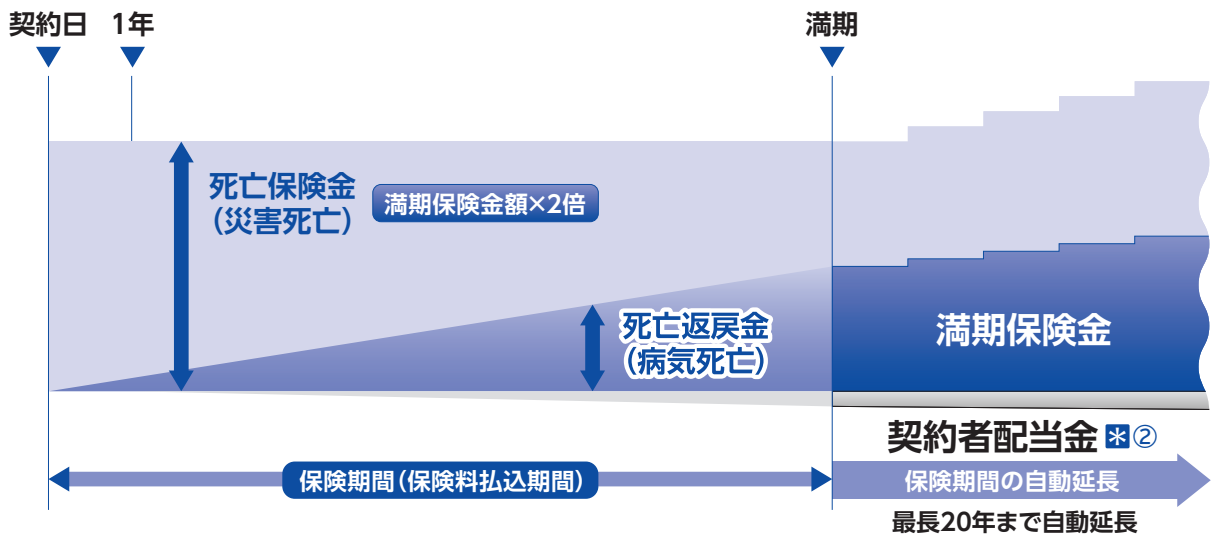 契約日 1年 満期
死亡保険金
(災害死亡)
満期保険金額×2倍
死亡返戻金
(病気死亡)
満期保険金
契約者配当金 *②
保険期間(保険料払込期間)
保険期間の自動延長
最長20年まで自動延長